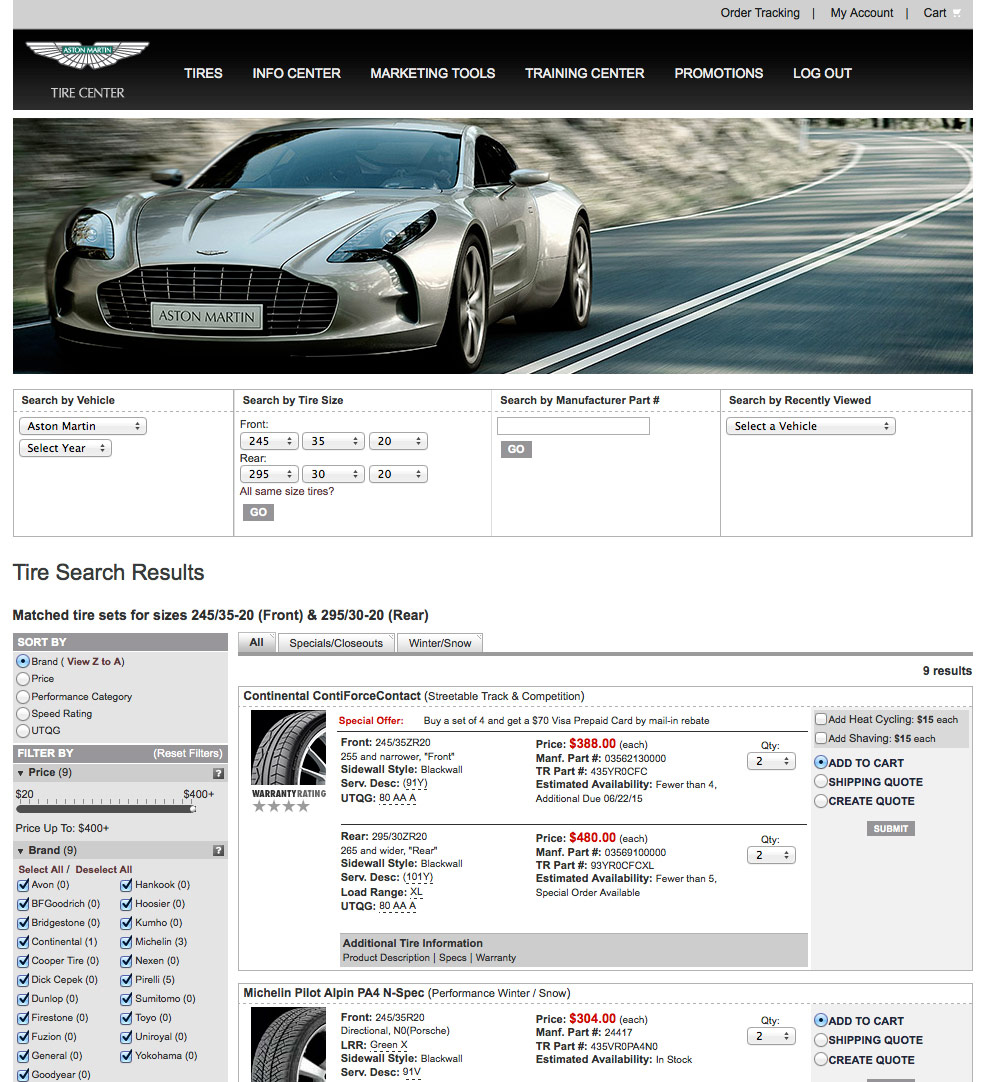 Order Tracking | My Account | Cart
ASTON MARTIN
TIRE CENTER
TIRES INFO CENTER MARKETING TOOLS TRAINING CENTER PROMOTIONS LOG OUT
ASTON MARTIN
Search by Vehicle
Aston Martin
Select Year
Search by Tire Size
Front:
245 35 20
Rear:
295 30 20
All same size tires?
GO
Search by Manufacturer Part #
GO
Search by Recently Viewed
Select a Vehicle
Tire Search Results
Matched tire sets for sizes 245/35-20 (Front) & 295/30-20 (Rear)
SORT BY
Brand ( View Z to A)
Price
Performance Category
Speed Rating
UTQG
FILTER BY (Reset Filters)
Price (9) ?
$20 $400+
Price Up To: $400+
Brand (9) ?
Select All / Deselect All
Avon (0) Hankook (0)
BFGoodrich (0) Hoosier (0)
Bridgestone (0) Kumho (0)
Continental (1) Michelin (3)
Cooper Tire (0) Nexen (0)
Dick Cepek (0) Pirelli (5)
Dunlop (0) Sumitomo (0)
Firestone (0) Toyo (0)
Fuzion (0) Uniroyal (0)
General (0) Yokohama (0)
Goodyear (0)
All Specials/Closeouts Winter/Snow
9 results
Continental ContiForceContact (Streetable Track & Competition)
WARRANTYRATING
Special Offer: Buy a set of 4 and get a $70 Visa Prepaid Card by mail-in rebate
Front: 245/35ZR20
255 and narrower, "Front"
Sidewall Style: Blackwall
Serv. Desc: (91Y)
UTQG: 80 AA A
Price: $388.00 (each)
Manf. Part #: 03562130000
TR Part #: 435YR0CFC
Estimated Availability: Fewer than 4,
Additional Due 06/22/15
Qty:
2
Rear: 295/30ZR20
265 and wider, "Rear"
Sidewall Style: Blackwall
Serv. Desc: (101Y)
Load Range: XL
UTQG: 80 AA A
Price: $480.00 (each)
Manf. Part #: 03569100000
TR Part #: 93YR0CFCXL
Estimated Availability: Fewer than 5,
Special Order Available
Qty:
2
Add Heat Cycling: $15 each
Add Shaving: $15 each
ADD TO CART
SHIPPING QUOTE
CREATE QUOTE
SUBMIT
Additional Tire Information
Product Description | Specs | Warranty
Michelin Pilot Alpin PA4 N-Spec (Performance Winter / Snow)
Front: 245/35R20
Directional, N0(Porsche)
LRR: Green X
Sidewall Style: Blackwall
Serv. Desc: 91V
Price: $304.00 (each)
Manf. Part #: 24417
TR Part #: 435VR0PA4N0
Estimated Availability: In Stock
Qty:
2
ADD TO CART
SHIPPING QUOTE
CREATE QUOTE